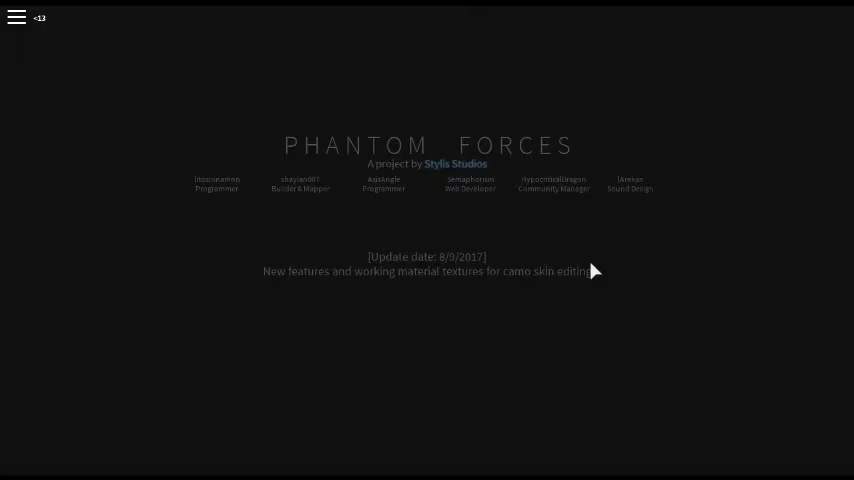 <13
PHANTOM FORCES
A project by Stylis Studios
litozinnamon shaylan007 AxisAngle Semaphorism HypocriticalDragon lArekan
Programmer Builder & Mapper Programmer Web Developer Community Manager Sound Design
[Update date: 8/9/2017]
New features and working material textures for camo skin editing